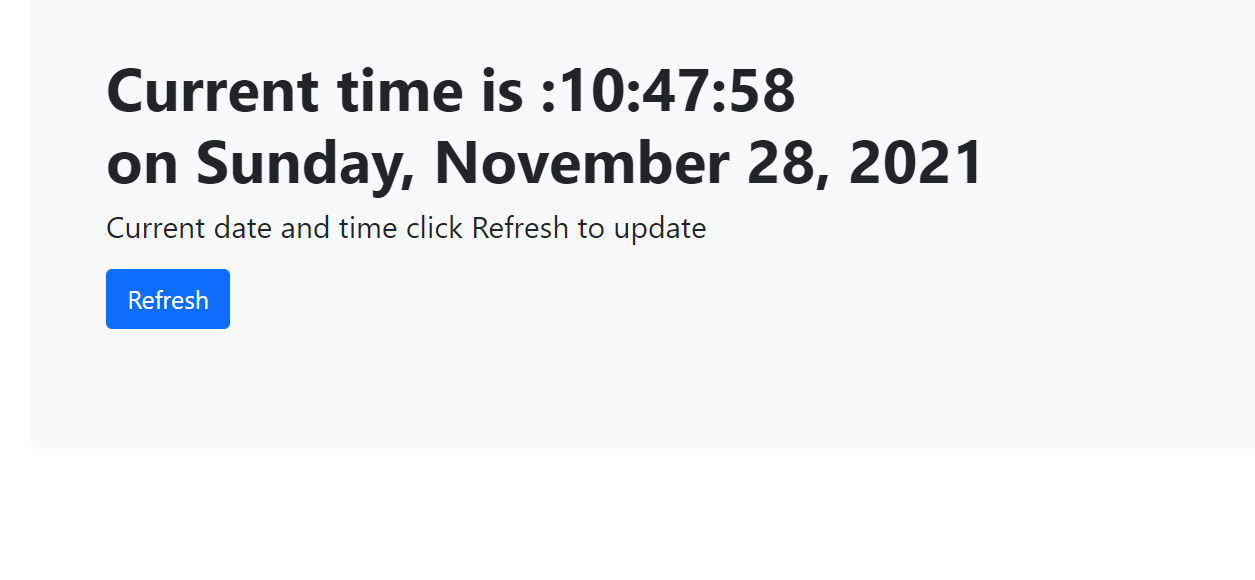 Current time is :10:47:58
on Sunday, November 28, 2021
Current date and time click Refresh to update
Refresh